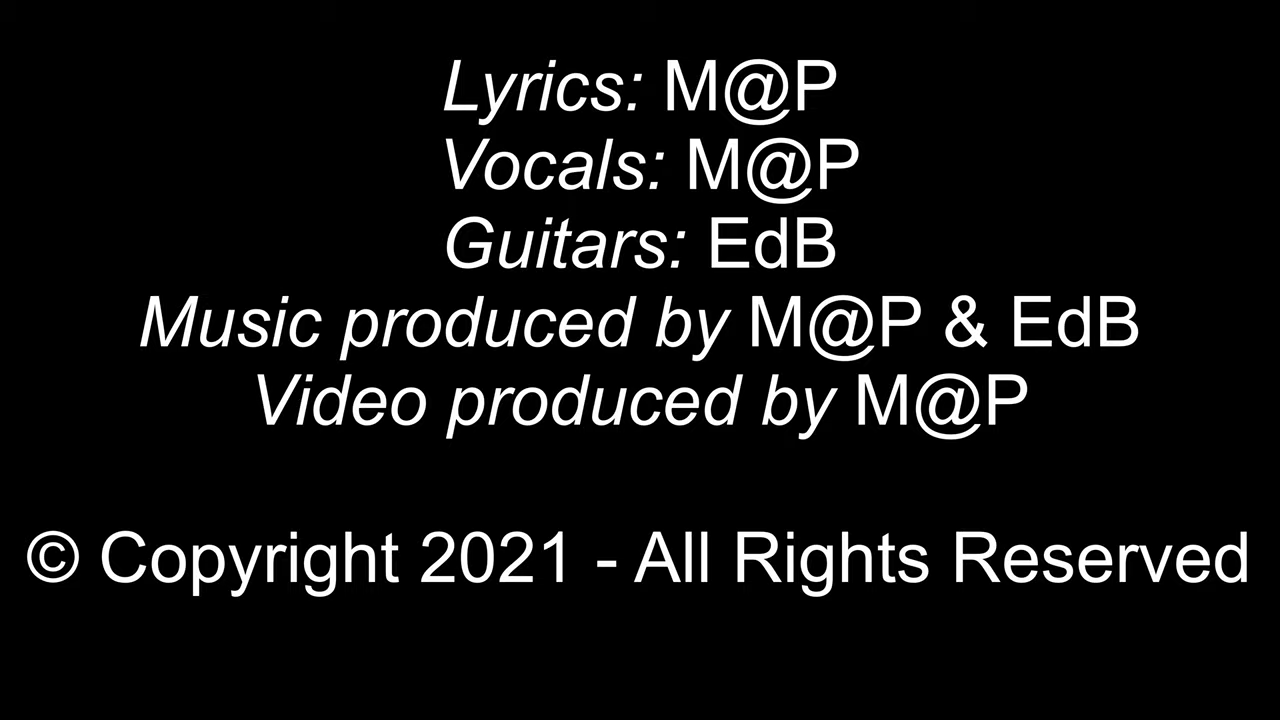 Lyrics: M@P
Vocals: M@P
Guitars: EdB
Music produced by M@P & EdB
Video produced by M@P
© Copyright 2021 - All Rights Reserved